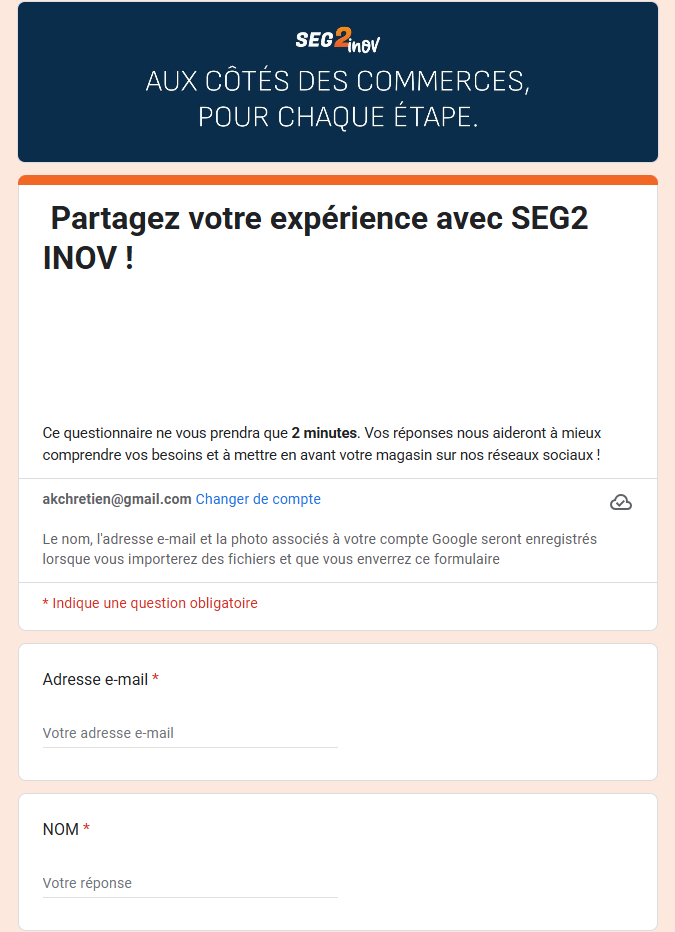 SEG2inov
AUX CÔTÉS DES COMMERCES,
POUR CHAQUE ÉTAPE.
Partagez votre expérience avec SEG2
INOV !
Ce questionnaire ne vous prendra que 2 minutes. Vos réponses nous aideront à mieux
comprendre vos besoins et à mettre en avant votre magasin sur nos réseaux sociaux !
akchretien@gmail.com Changer de compte
Le nom, l'adresse e-mail et la photo associés à votre compte Google seront enregistrés
lorsque vous importerez des fichiers et que vous enverrez ce formulaire
* Indique une question obligatoire
Adresse e-mail *
Votre adresse e-mail
NOM *
Votre réponse